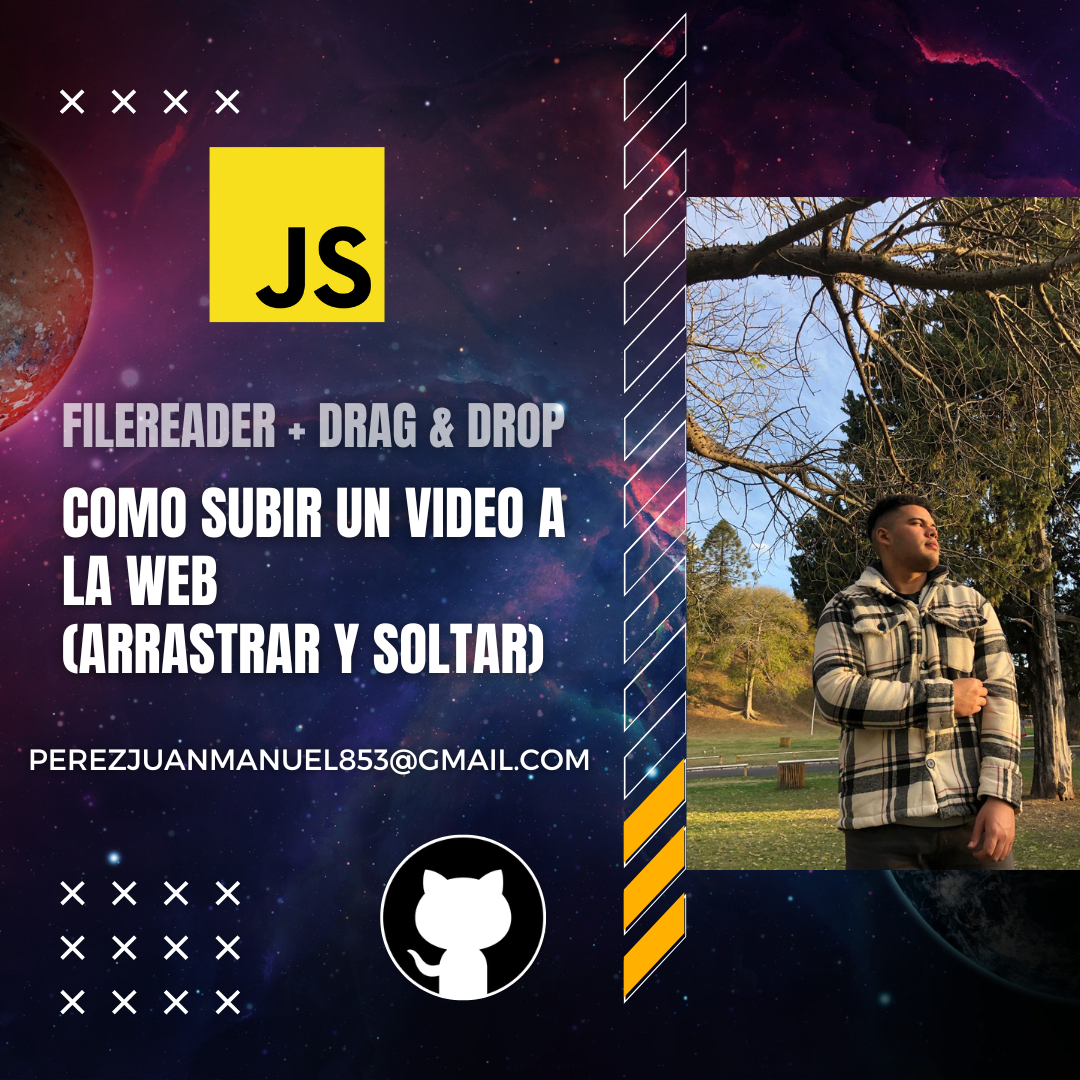 JS
FILEREADER + DRAG & DROP
COMO SUBIR UN VIDEO A
LA WEB
(ARRASTRAR Y SOLTAR)
PEREZJUANMANUEL853@GMAIL.COM